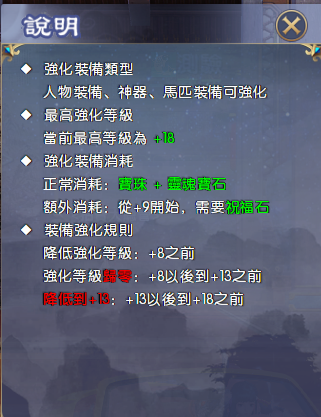 說明
◆ 強化裝備類型
人物裝備、神器、馬匹裝備可強化
◆ 最高強化等級
當前最高等級為 +18
◆ 強化裝備消耗
正常消耗：寶珠 + 靈魂寶石
額外消耗：從+9開始，需要祝福石
◆ 裝備強化規則
降低強化等級：+8之前
強化等級歸零：+8以後到+13之前
降低到+13：+13以後到+18之前